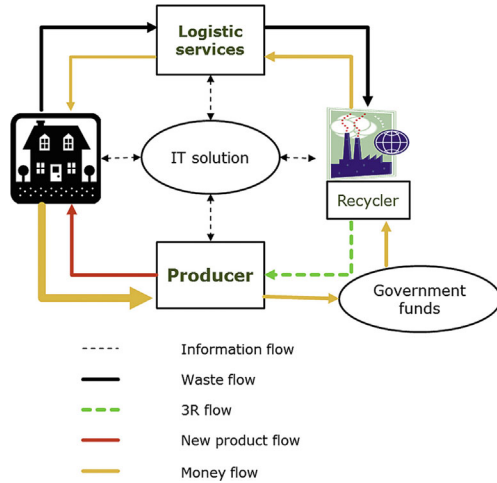 Logistic
services
IT solution
Recycler
Producer
Government
funds
Information flow
Waste flow
3R flow
New product flow
Money flow